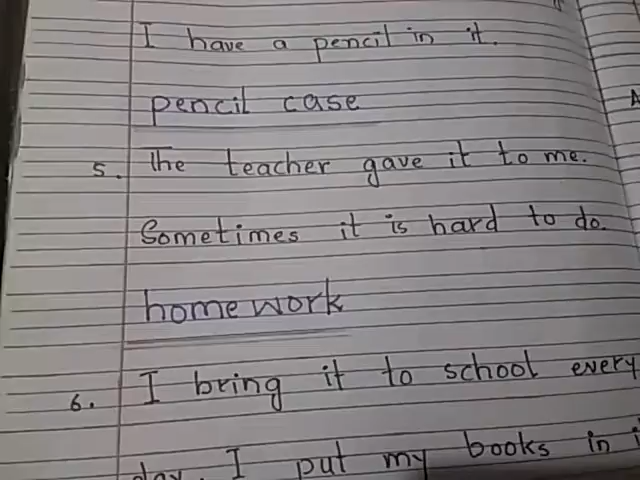 I have a pencil in it.
pencil case
5. The teacher gave it to me.
Sometimes it is hard to do.
homework
6. I bring it to school every
day. I put my books in